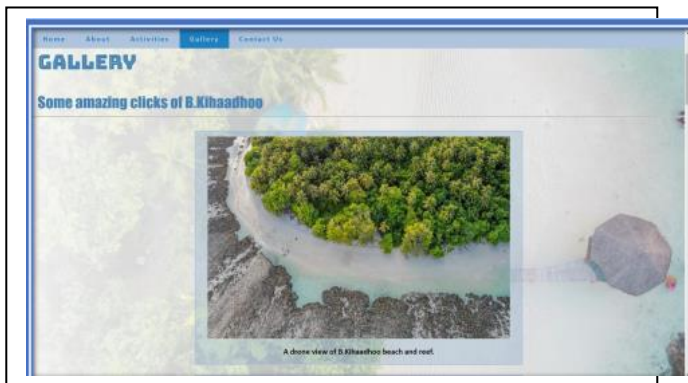 Home About Activities Gallery Contact Us
GALLERY
Some amazing clicks of B.Kihaadhoo
A drone view of B.Kihaadhoo beach and reef.